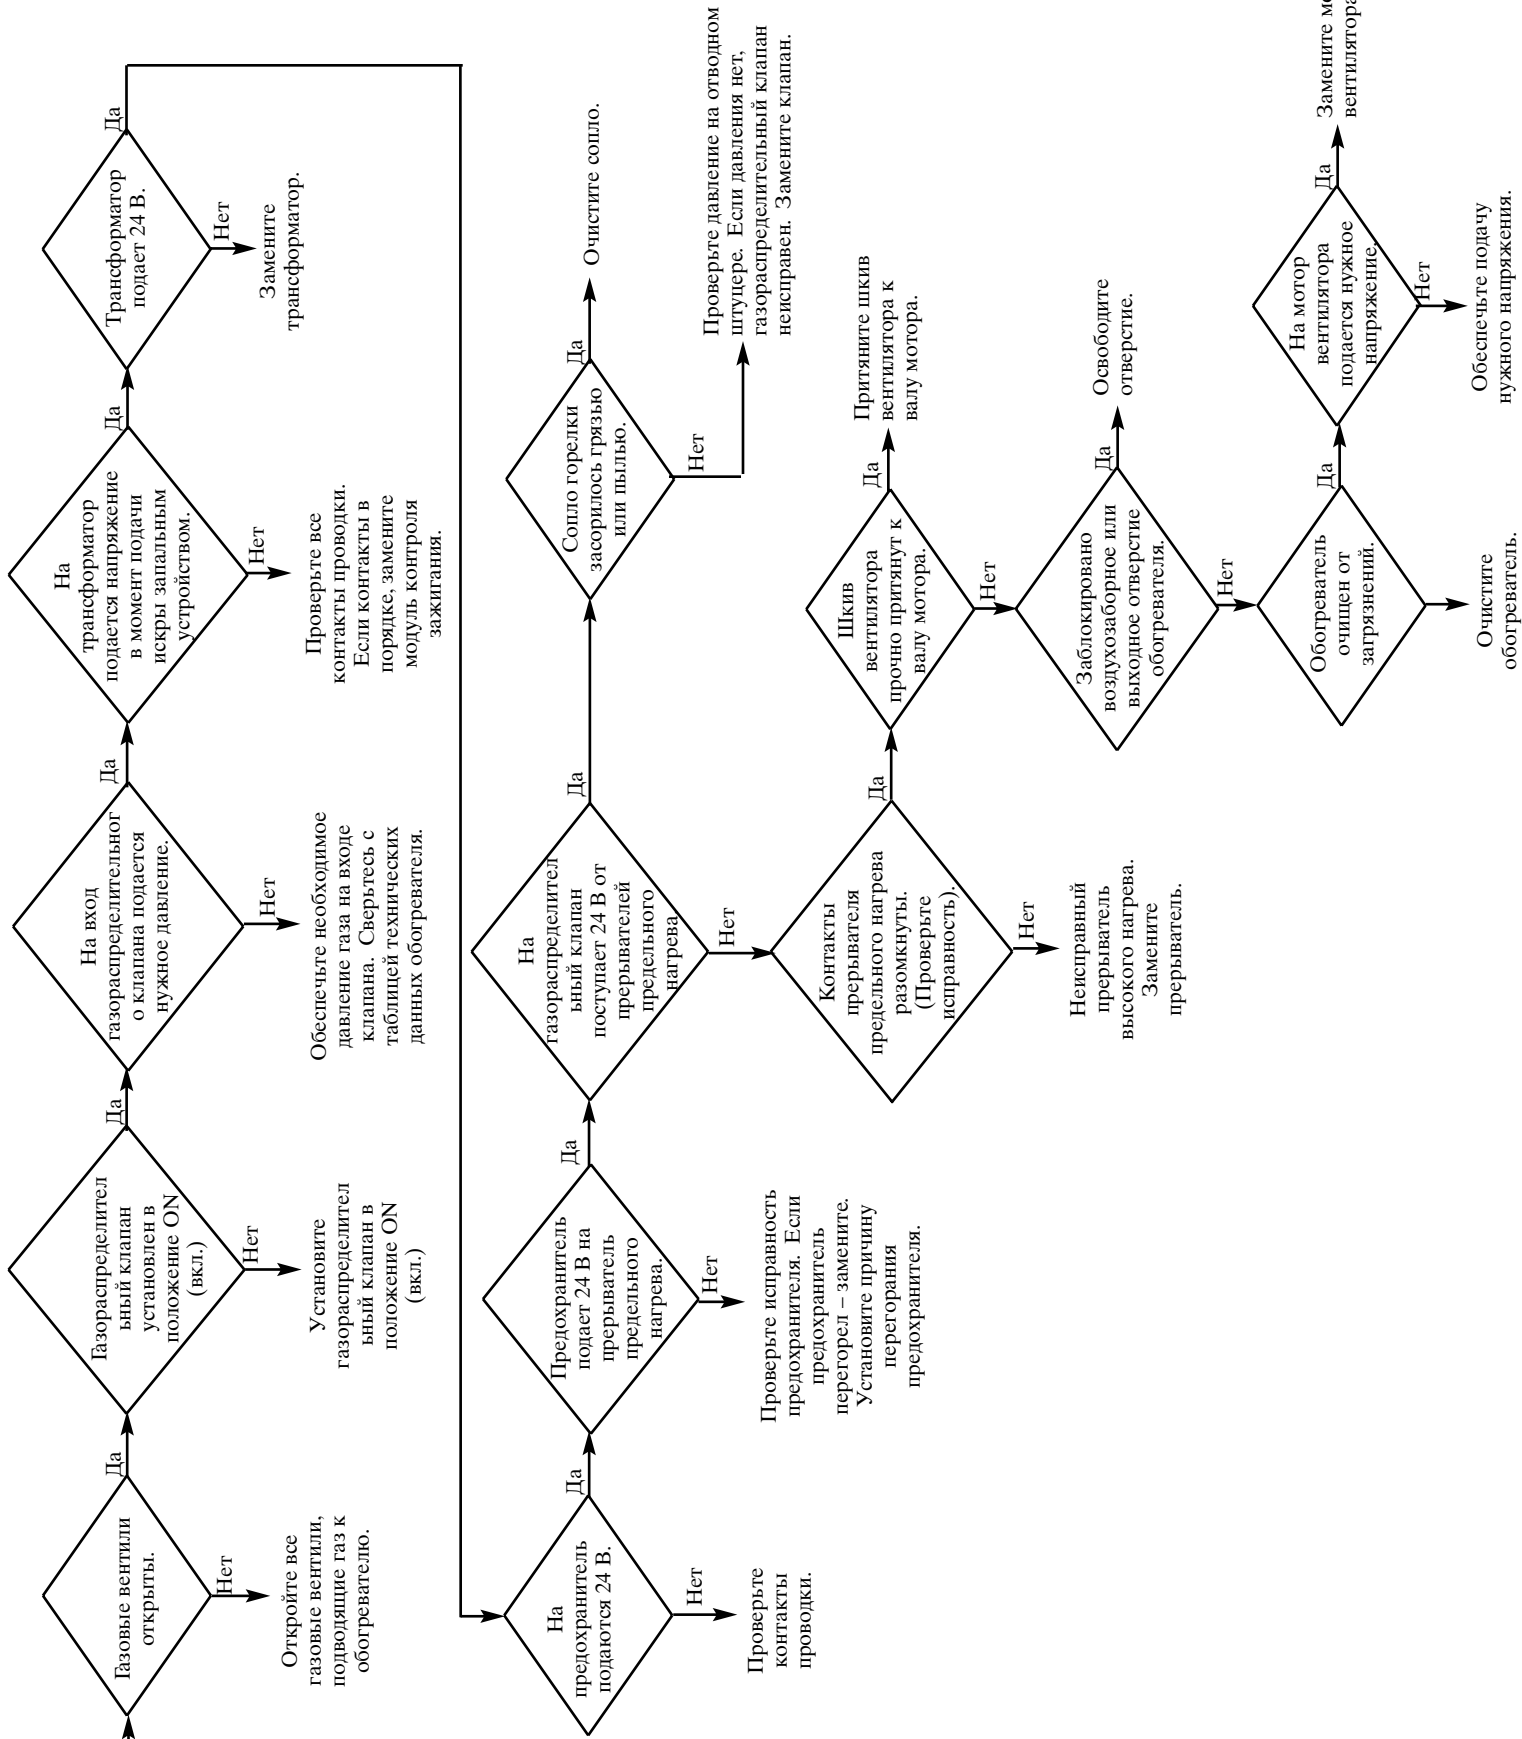 Газовые вентили
открыты.
Да
Нет
Откройте все
газовые вентили,
подводящие газ к
обогревателю.
Газораспределител
ьный клапан
установлен в
положение ON
(вкл.)
Да
Нет
Установите
газораспределител
ьный клапан в
положение ON
(вкл.)
На вход
газораспределительног
о клапана подается
нужное давление.
Да
Нет
Обеспечьте необходимое
давление газа на входе
клапана. Сверьтесь с
таблицей технических
данных обогревателя.
На
трансформатор
подается напряжение
в момент подачи
искры запальным
устройством.
Да
Нет
Проверьте все
контакты проводки.
Если контакты в
порядке, замените
модуль контроля
зажигания.
Трансформатор
подает 24 В.
Да
Нет
Замените
трансформатор.
На
предохранитель
подаются 24 В.
Да
Нет
Проверьте
контакты
проводки.
Предохранитель
подает 24 В на
прерыватель
предельного
нагрева.
Да
Нет
Проверьте исправность
предохранителя. Если
предохранитель
перегорел – замените.
Установите причину
перегорания
предохранителя.
На
газораспределител
ьный клапан
поступает 24 В от
прерывателей
предельного
нагрева
Да
Нет
Сопло горелки
засорилось грязью
или пылью.
Да
Очистите сопло.
Нет
Проверьте давление на отводном
штуцере. Если давления нет,
газораспределительный клапан
неисправен. Замените клапан.
Контакты
прерывателя
предельного нагрева
разомкнуты.
(Проверьте
исправность).
Да
Нет
Неисправный
прерыватель
высокого нагрева.
Замените
прерыватель.
Шкив
вентилятора
прочно притянут к
валу мотора.
Да
Притяните шкив
вентилятора к
валу мотора.
Нет
Заблокировано
воздухозаборное или
выходное отверстие
обогревателя.
Да
Освободите
отверстие.
Нет
Обогреватель
очищен от
загрязнений.
Да
Очистите
обогреватель.
На мотор
вентилятора
подается нужное
напряжение.
Да
Замените
вентилятора
Нет
Обеспечьте подачу
нужного напряжения.